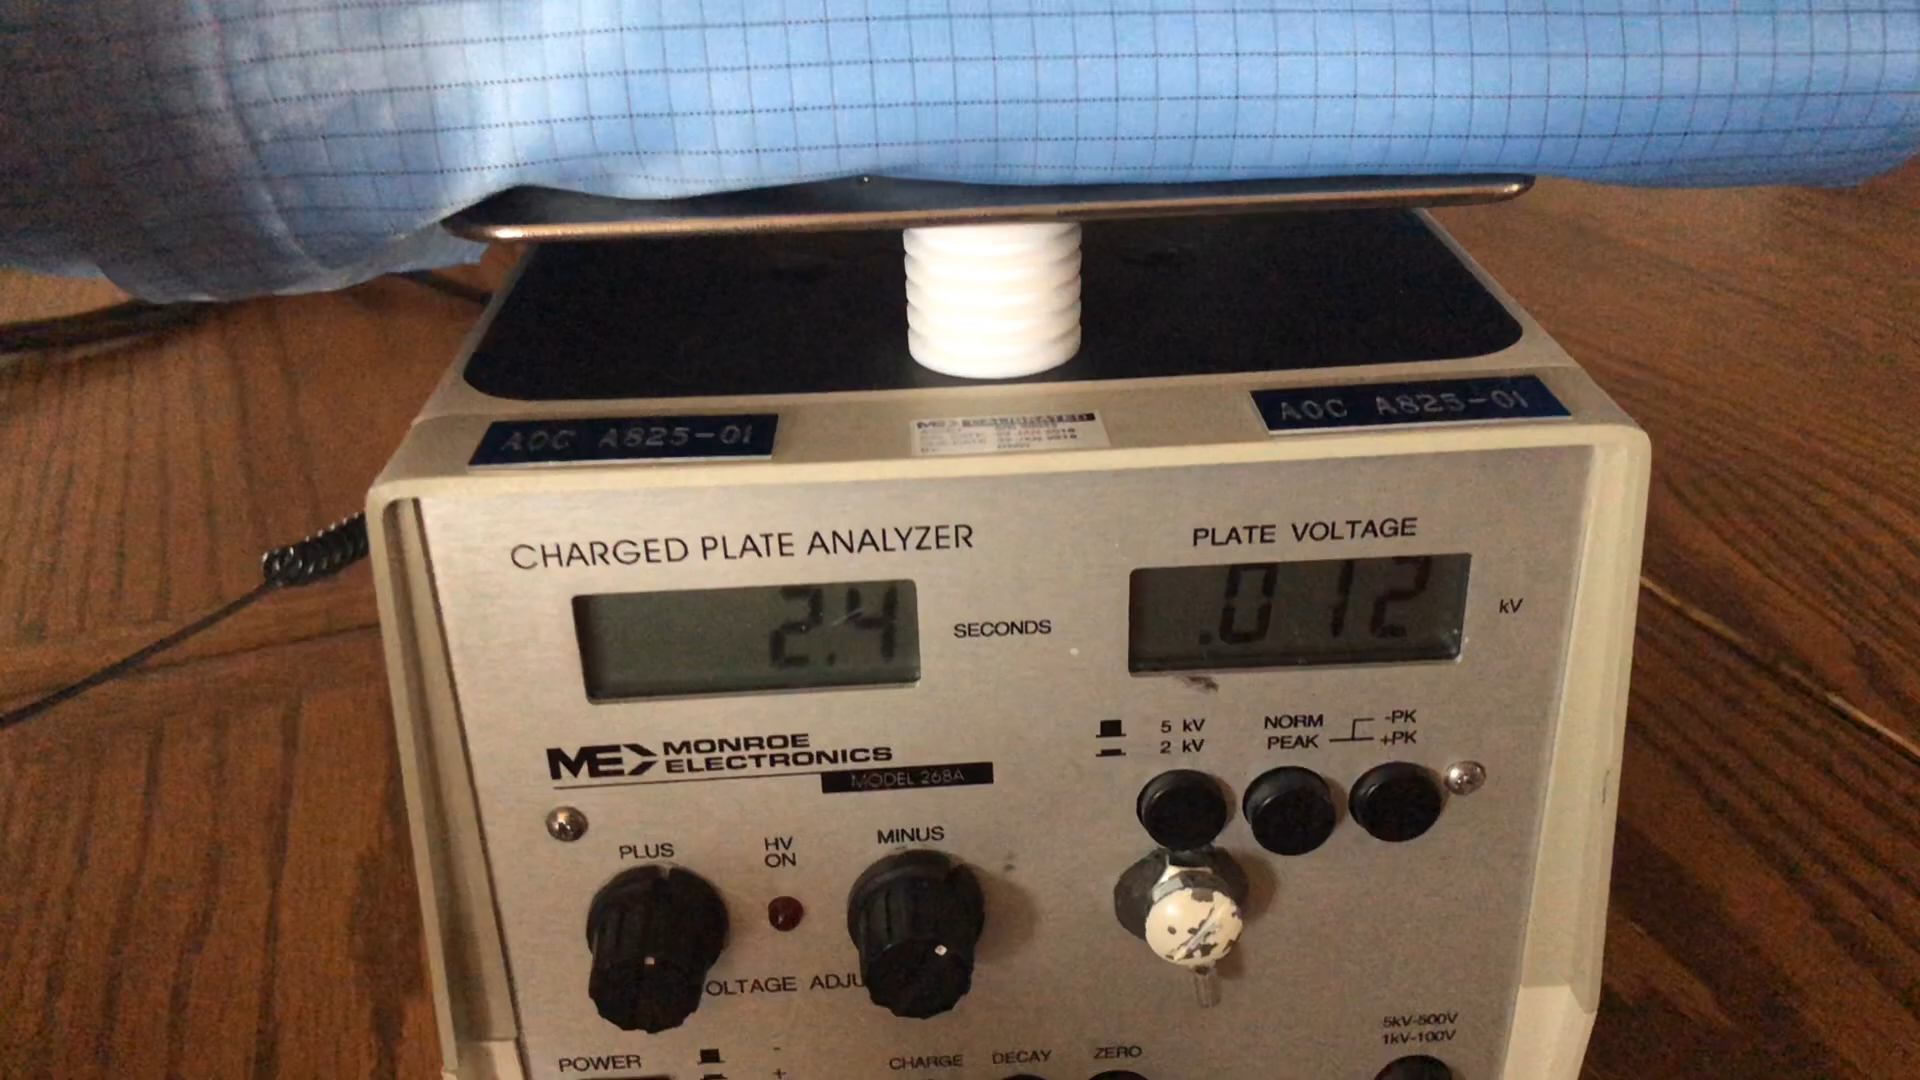 AOC A825-01
AOC A825-01
CHARGED PLATE ANALYZER
PLATE VOLTAGE
2.4
SECONDS
.012
kV
ME MONROE
ELECTRONICS
MODEL 268A
5 kV
2 kV
NORM
PEAK
-PK
+PK
PLUS
HV
ON
MINUS
OLTAGE ADJU
5kV-500V
1kV-100V
POWER
-
+
CHARGE
DECAY
ZERO